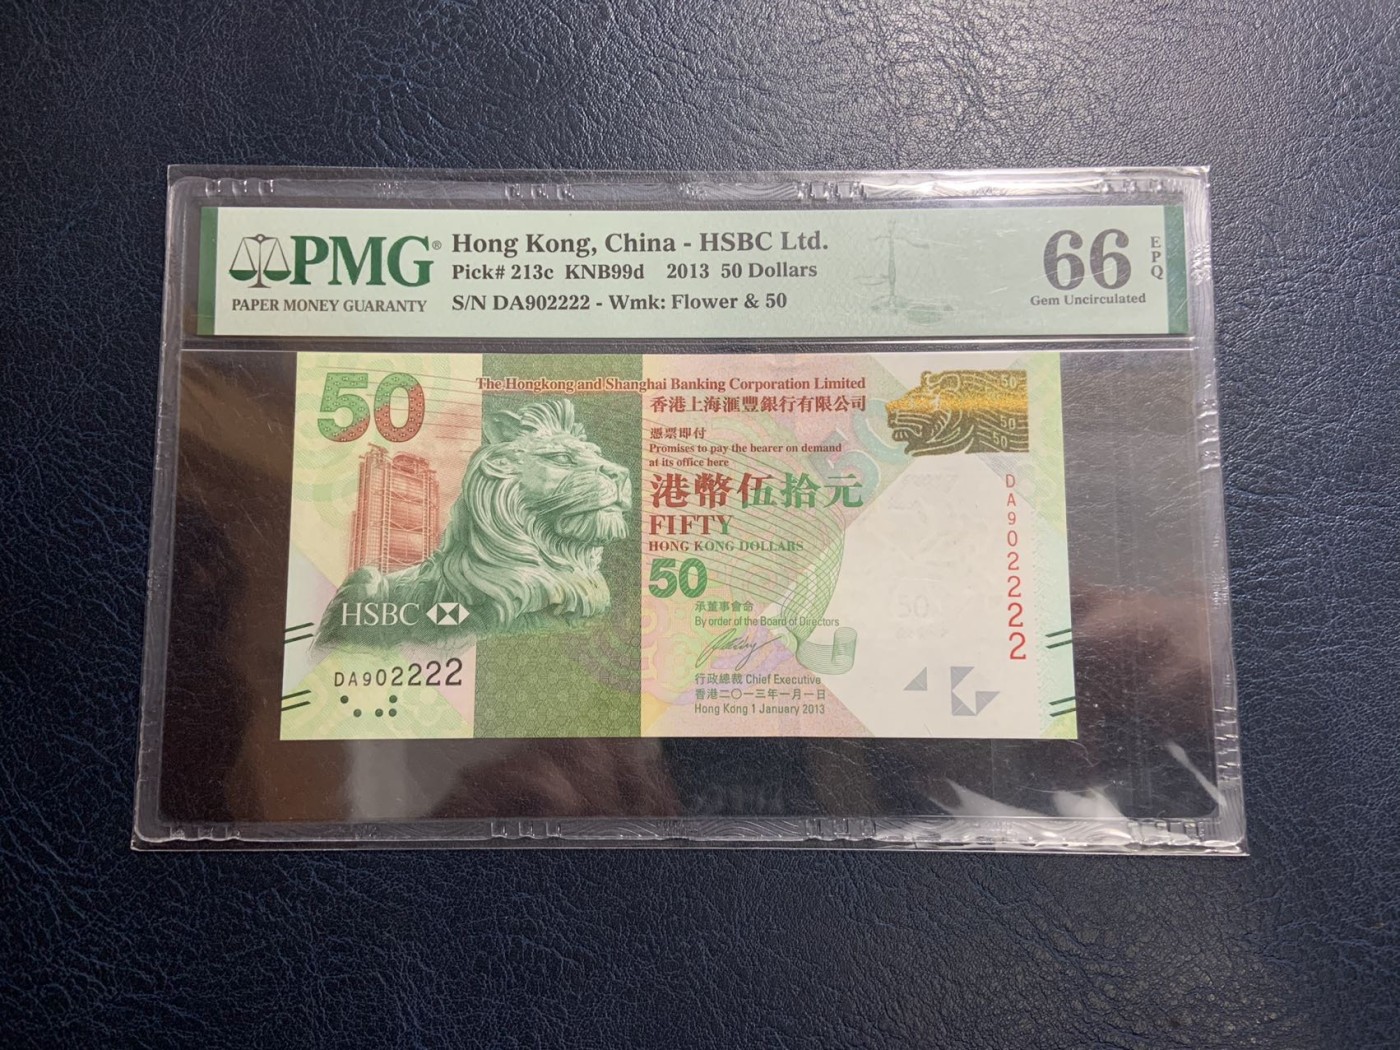 PMG®
PAPER MONEY GUARANTY
Hong Kong, China - HSBC Ltd.
Pick# 213c KNB99d 2013 50 Dollars
S/N DA902222 - Wmk: Flower & 50
66
EPQ
Gem Uncirculated
50
The Hongkong and Shanghai Banking Corporation Limited
香港上海滙豐銀行有限公司
憑票即付
Promises to pay the bearer on demand
at its office here
港幣伍拾元
FIFTY
HONG KONG DOLLARS
50
承董事會命
By order of the Board of Directors
行政總裁 Chief Executive
香港二〇一三年一月一日
Hong Kong 1 January 2013
HSBC
DA902222
50
50
50
DA902222
50